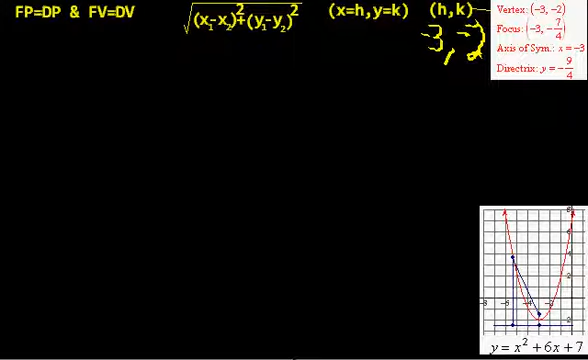 FP=DP & FV=DV
√(x₁-x₂)²+(y₁-y₂)²
(x=h,y=k)
(h,k)
-3,-2
Vertex: (−3, −2)
Focus: (−3, −7/4)
Axis of Sym.: x = −3
Directrix: y = −9/4
y = x² + 6x + 7